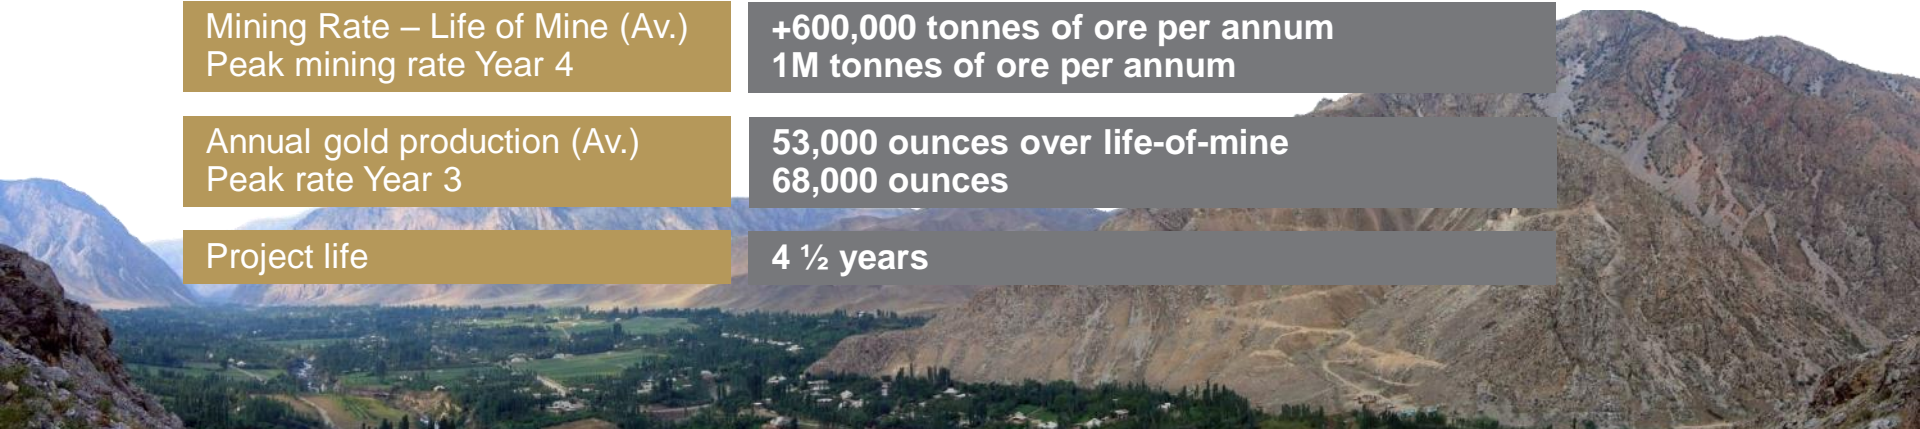 Mining Rate – Life of Mine (Av.)
Peak mining rate Year 4
+600,000 tonnes of ore per annum
1M tonnes of ore per annum
Annual gold production (Av.)
Peak rate Year 3
53,000 ounces over life-of-mine
68,000 ounces
Project life
4 ½ years